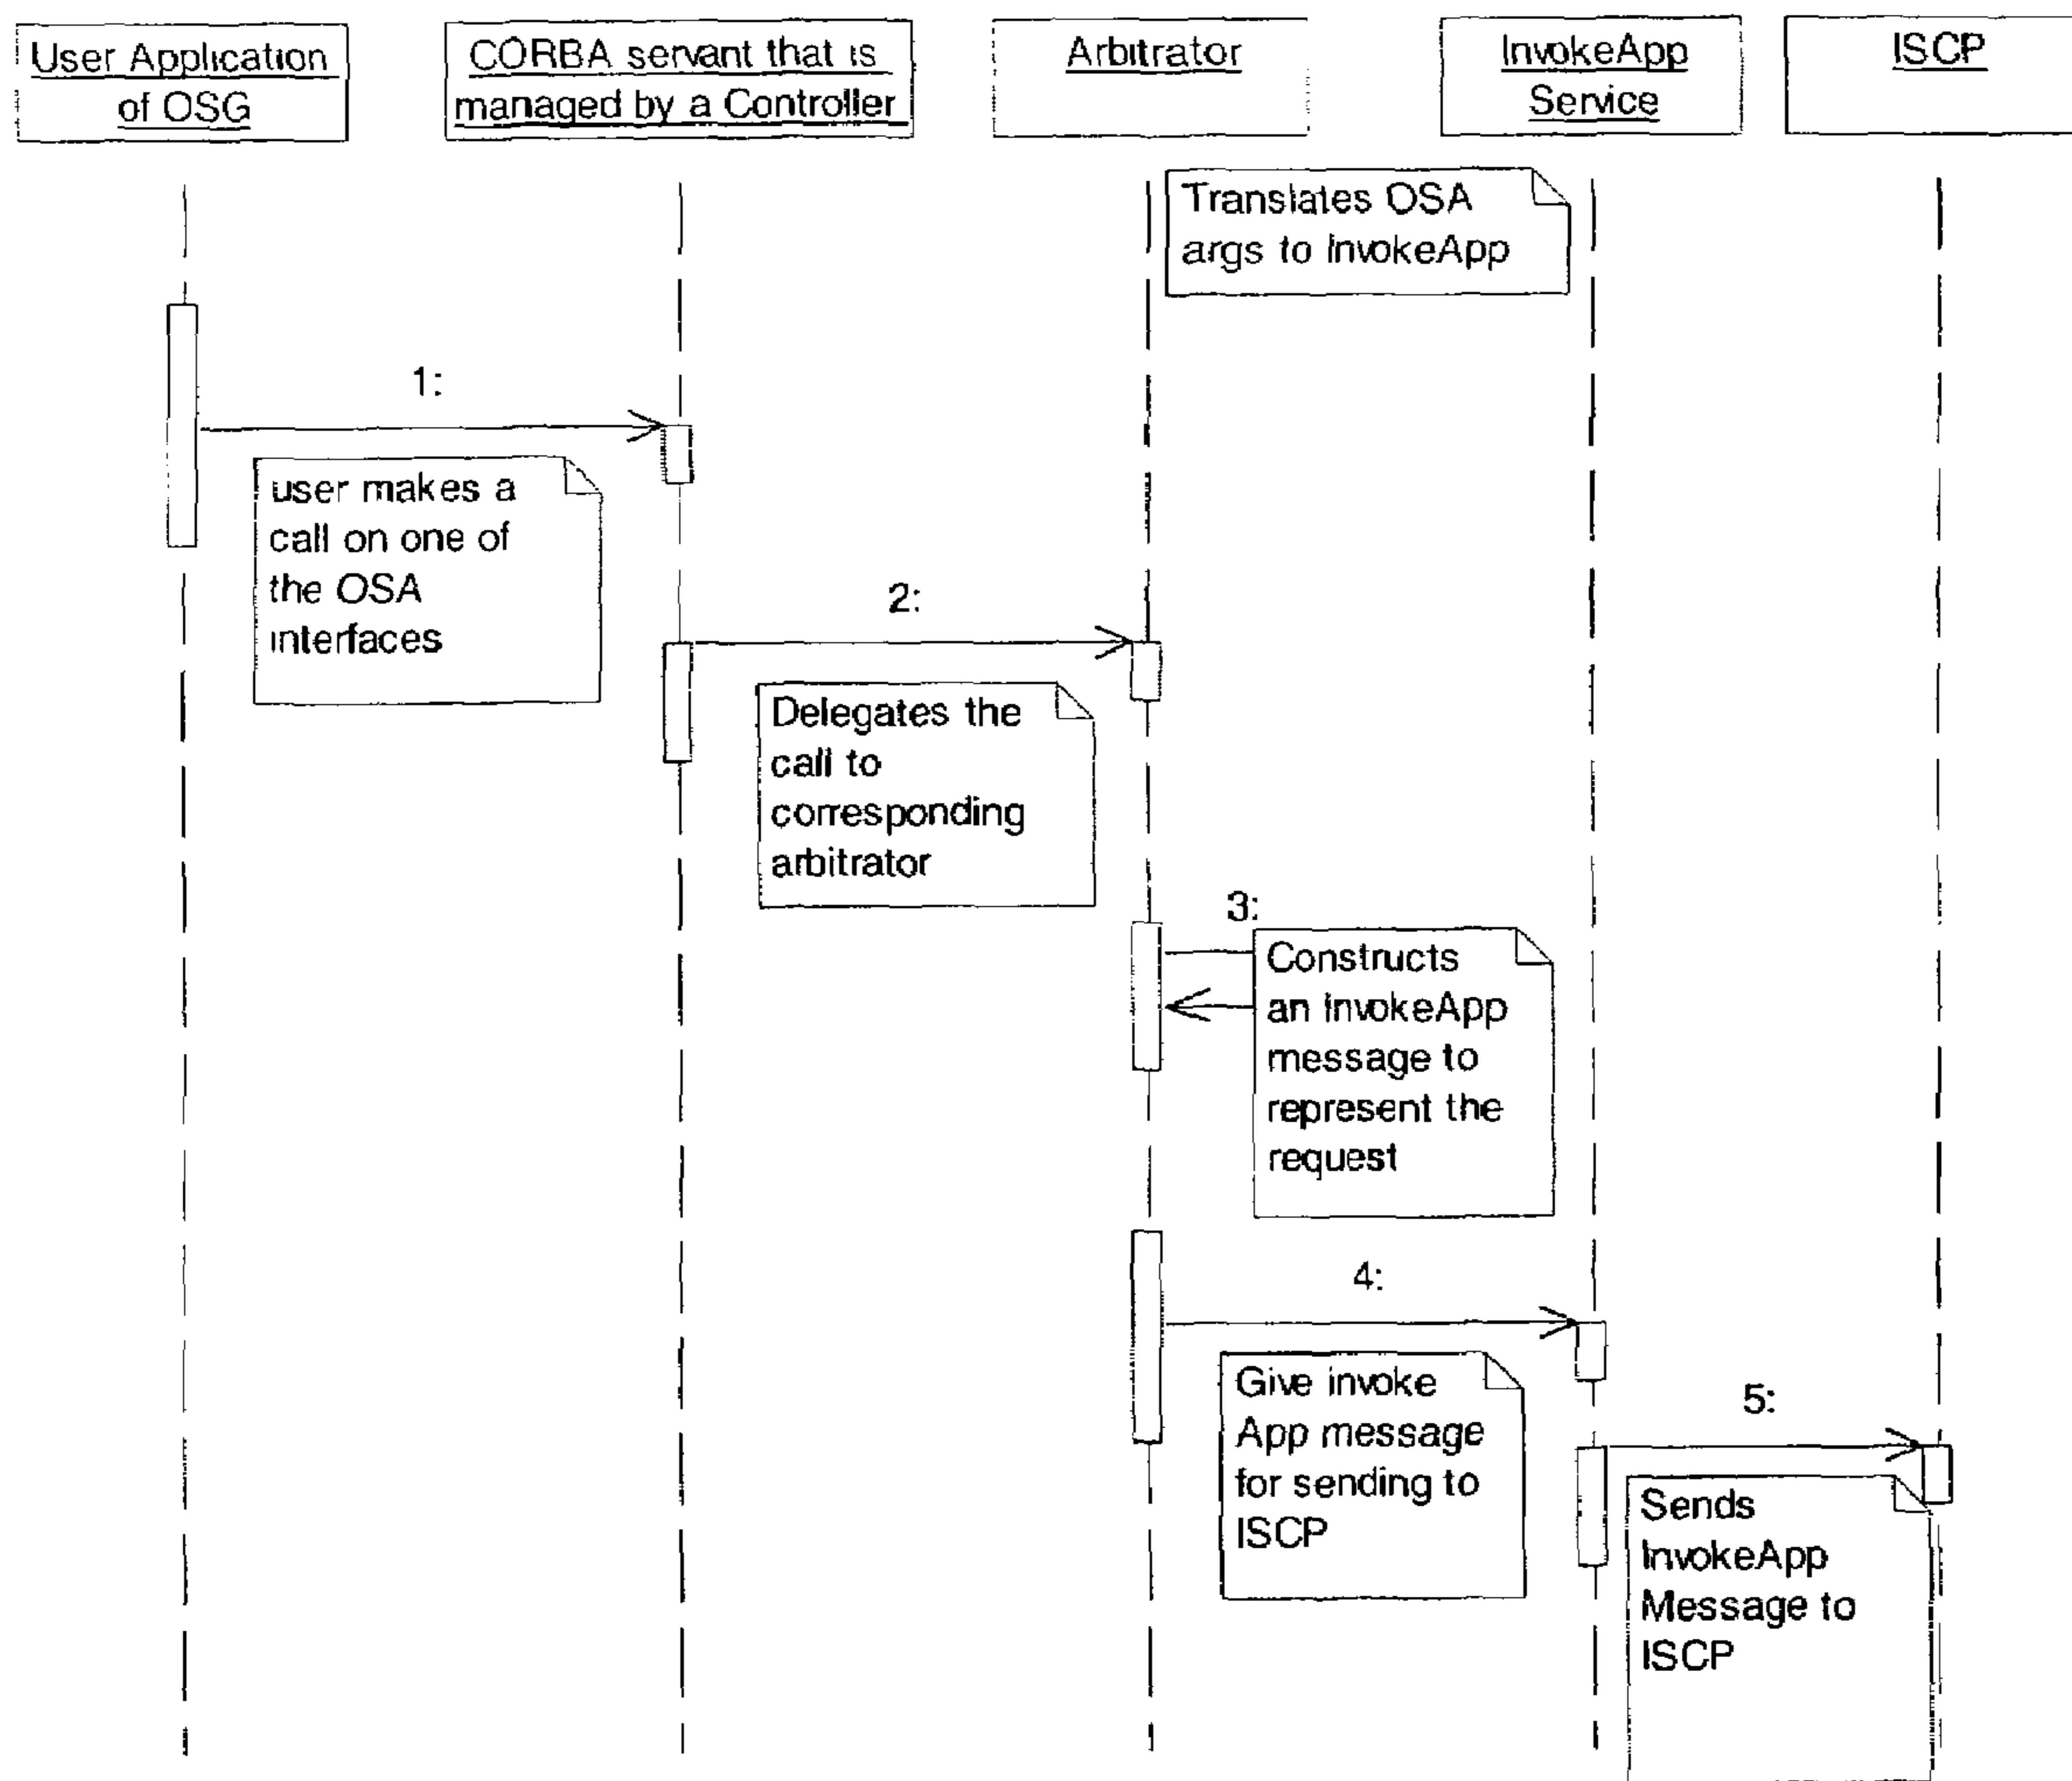 User Application
of OSG
CORBA servant that is
managed by a Controller
Arbitrator
InvokeApp
Service
ISCP
Translates OSA
args to InvokeApp
1:
user makes a
call on one of
the OSA
interfaces
2:
Delegates the
call to
corresponding
arbitrator
3:
Constructs
an InvokeApp
message to
represent the
request
4:
Give invoke
App message
for sending to
ISCP
5:
Sends
InvokeApp
Message to
ISCP